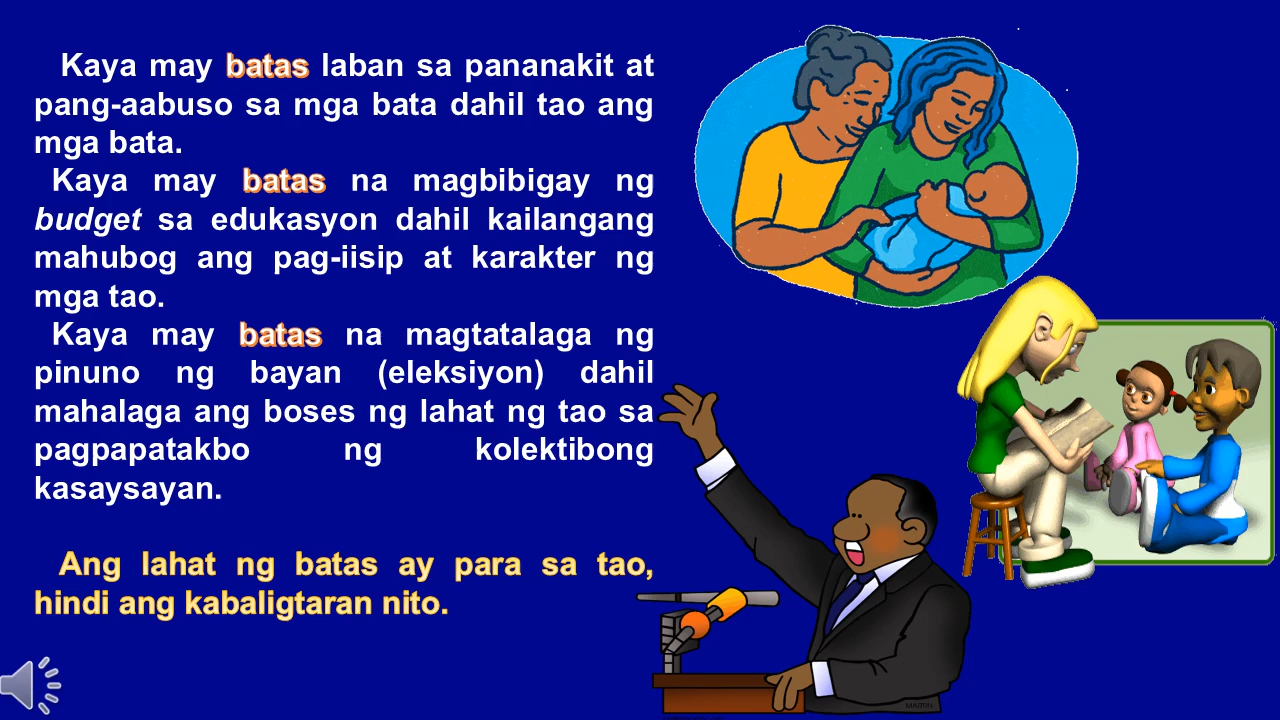 Kaya may batas laban sa pananakit at
pang-aabuso sa mga bata dahil tao ang
mga bata.
Kaya may batas na magbibigay ng
budget sa edukasyon dahil kailangang
mahubog ang pag-iisip at karakter ng
mga tao.
Kaya may batas na magtatalaga ng
pinuno ng bayan (eleksiyon) dahil
mahalaga ang boses ng lahat ng tao sa
pagpapatakbo ng kolektibong
kasaysayan.
Ang lahat ng batas ay para sa tao,
hindi ang kabaligtaran nito.